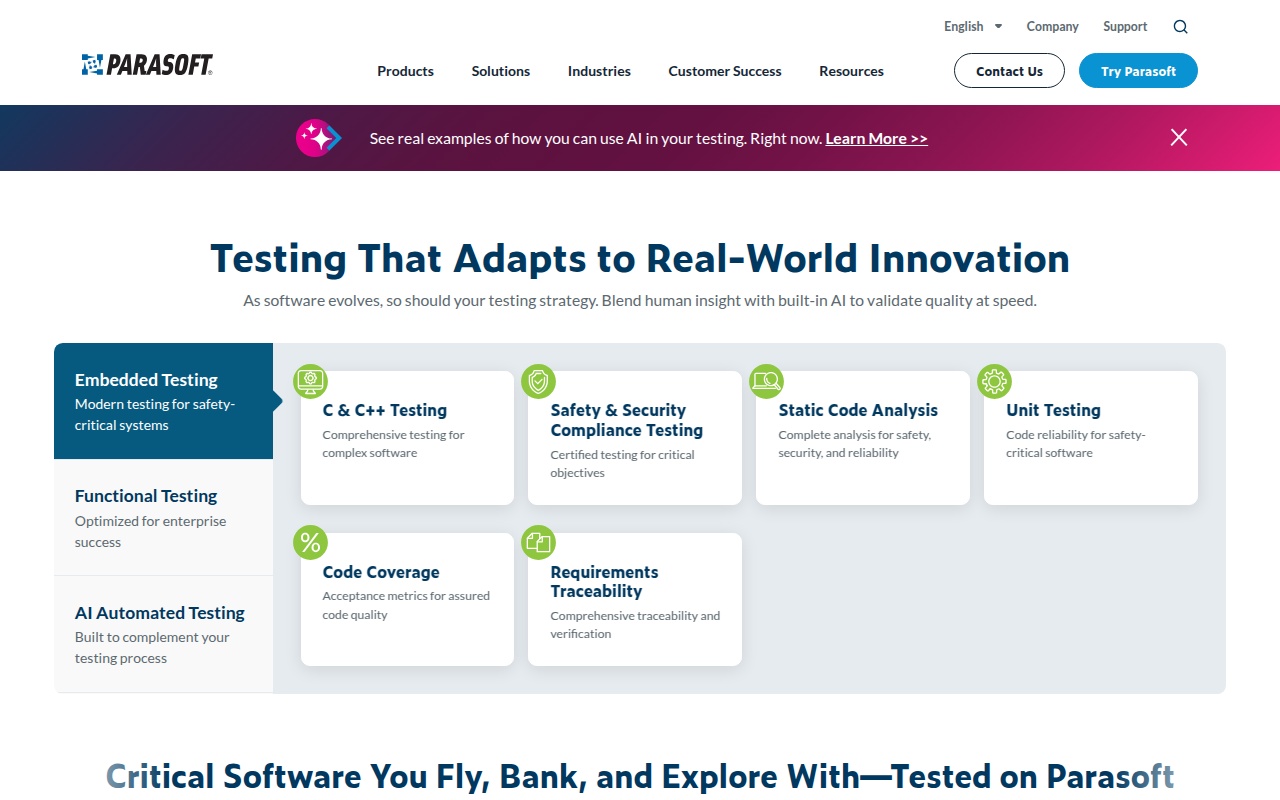 English
Company
Support
PARASOFT
Products
Solutions
Industries
Customer Success
Resources
Contact Us
Try Parasoft
See real examples of how you can use AI in your testing. Right now. Learn More >>
Testing That Adapts to Real-World Innovation
As software evolves, so should your testing strategy. Blend human insight with built-in AI to validate quality at speed.
Embedded Testing
Modern testing for safety-
critical systems
Functional Testing
Optimized for enterprise
success
AI Automated Testing
Built to complement your
testing process
C & C++ Testing
Comprehensive testing for
complex software
Safety & Security
Compliance Testing
Certified testing for critical
objectives
Static Code Analysis
Complete analysis for safety,
security, and reliability
Unit Testing
Code reliability for safety-
critical software
%
Code Coverage
Acceptance metrics for assured
code quality
Requirements
Traceability
Comprehensive traceability and
verification
Critical Software You Fly, Bank, and Explore With—Tested on Parasoft